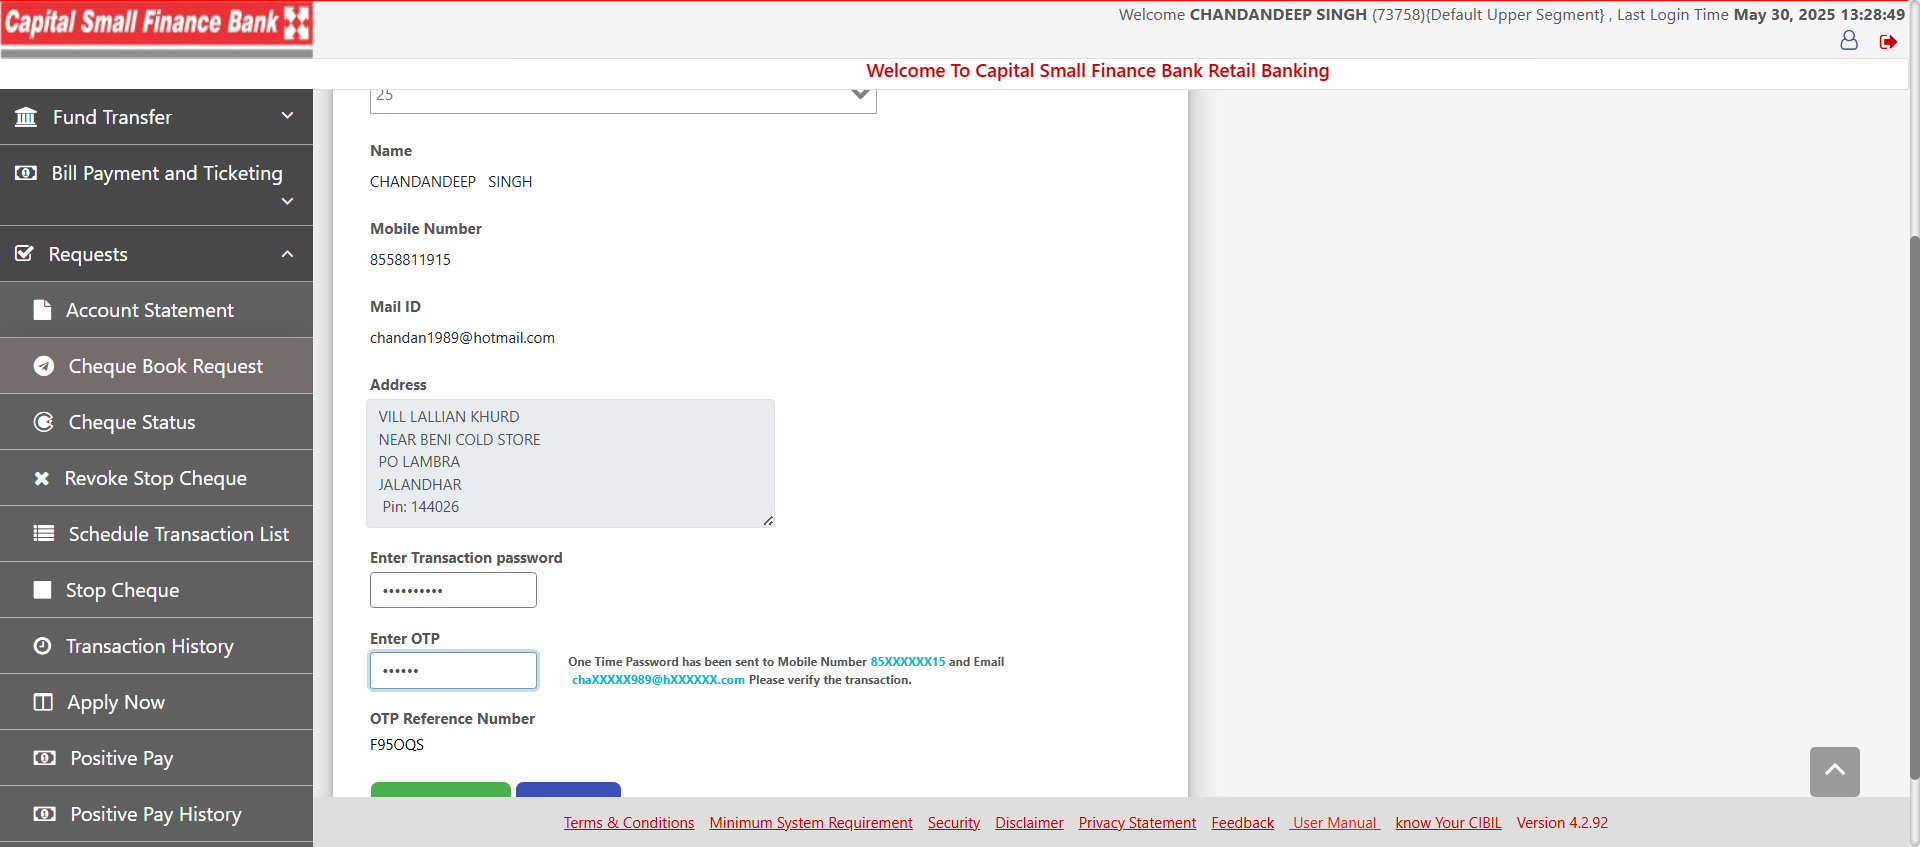 Capital Small Finance Bank
Welcome CHANDANDEEP SINGH (73758){Default Upper Segment} , Last Login Time May 30, 2025 13:28:49
Welcome To Capital Small Finance Bank Retail Banking
Fund Transfer
Bill Payment and Ticketing
Requests
Account Statement
Cheque Book Request
Cheque Status
Revoke Stop Cheque
Schedule Transaction List
Stop Cheque
Transaction History
Apply Now
Positive Pay
Positive Pay History
25
Name
CHANDANDEEP SINGH
Mobile Number
8558811915
Mail ID
chandan1989@hotmail.com
Address
VILL LALLIAN KHURD
NEAR BENI COLD STORE
PO LAMBRA
JALANDHAR
Pin: 144026
Enter Transaction password
••••••••••
Enter OTP
••••••
One Time Password has been sent to Mobile Number 85XXXXXX15 and Email
chaXXXXX989@hXXXXXX.com Please verify the transaction.
OTP Reference Number
F95OQS
Terms & Conditions Minimum System Requirement Security Disclaimer Privacy Statement Feedback User Manual know Your CIBIL Version 4.2.92